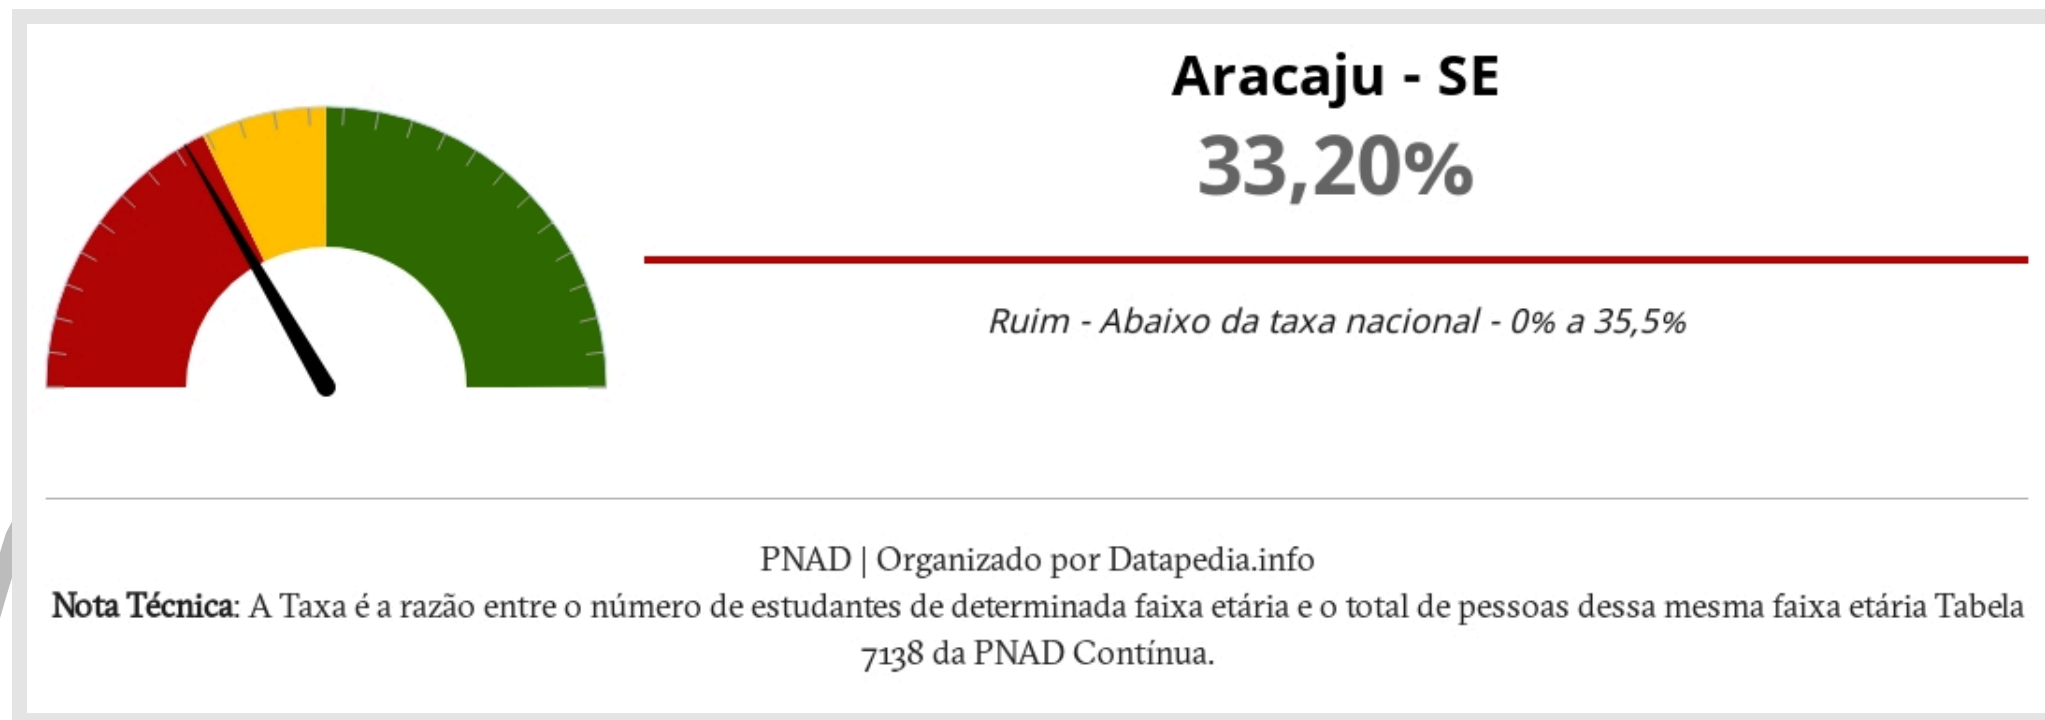 Aracaju - SE
33,20%
Ruim - Abaixo da taxa nacional - 0% a 35,5%
PNAD | Organizado por Datapedia.info
Nota Técnica: A Taxa é a razão entre o número de estudantes de determinada faixa etária e o total de pessoas dessa mesma faixa etária Tabela
7138 da PNAD Contínua.